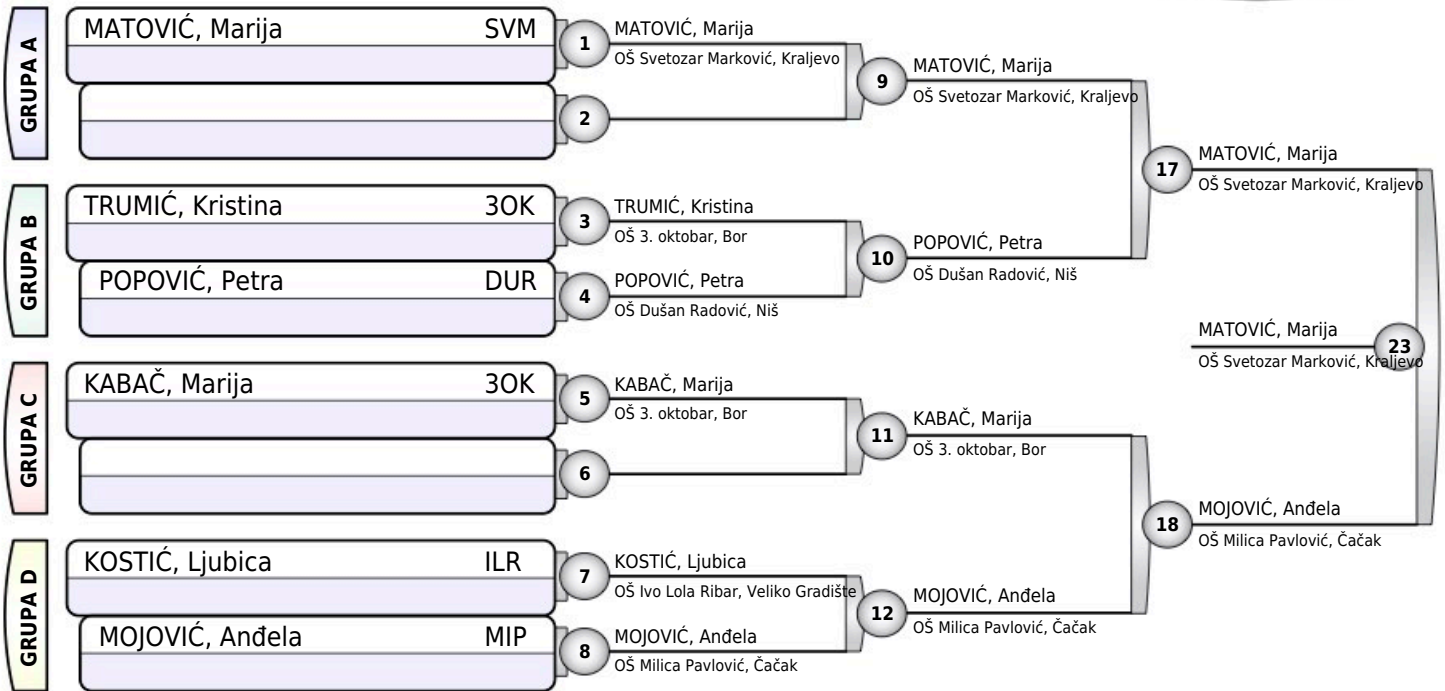 GRUPA A
MATOVIĆ, Marija SVM
1
MATOVIĆ, Marija
OŠ Svetozar Marković, Kraljevo
2
9
MATOVIĆ, Marija
OŠ Svetozar Marković, Kraljevo
GRUPA B
TRUMIĆ, Kristina 3OK
3
TRUMIĆ, Kristina
OŠ 3. oktobar, Bor
POPOVIĆ, Petra DUR
4
POPOVIĆ, Petra
OŠ Dušan Radović, Niš
10
POPOVIĆ, Petra
OŠ Dušan Radović, Niš
17
MATOVIĆ, Marija
OŠ Svetozar Marković, Kraljevo
GRUPA C
KABAČ, Marija 3OK
5
KABAČ, Marija
OŠ 3. oktobar, Bor
6
11
KABAČ, Marija
OŠ 3. oktobar, Bor
GRUPA D
KOSTIĆ, Ljubica ILR
7
KOSTIĆ, Ljubica
OŠ Ivo Lola Ribar, Veliko Gradište
MOJOVIĆ, Anđela MIP
8
MOJOVIĆ, Anđela
OŠ Milica Pavlović, Čačak
12
MOJOVIĆ, Anđela
OŠ Milica Pavlović, Čačak
18
MOJOVIĆ, Anđela
OŠ Milica Pavlović, Čačak
MATOVIĆ, Marija
23
OŠ Svetozar Marković, Kraljevo